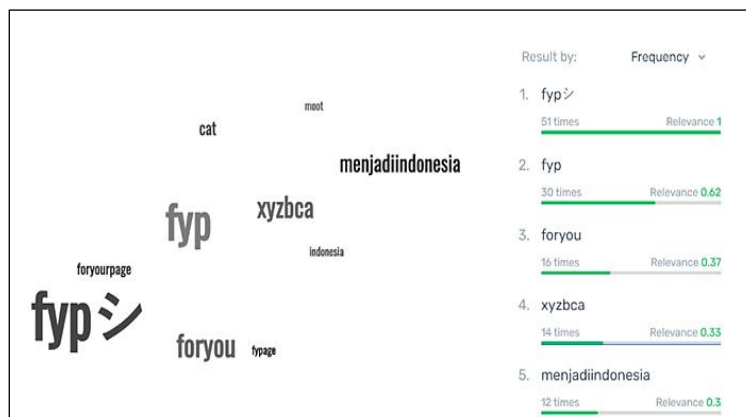 moot
cat
menjadiindonesia
fyp
xyzbca
indonesia
foryourpage
fypシ
foryou
fypage
Result by: Frequency
1. fypシ
51 times Relevance 1
2. fyp
30 times Relevance 0.62
3. foryou
16 times Relevance 0.37
4. xyzbca
14 times Relevance 0.33
5. menjadiindonesia
12 times Relevance 0.3